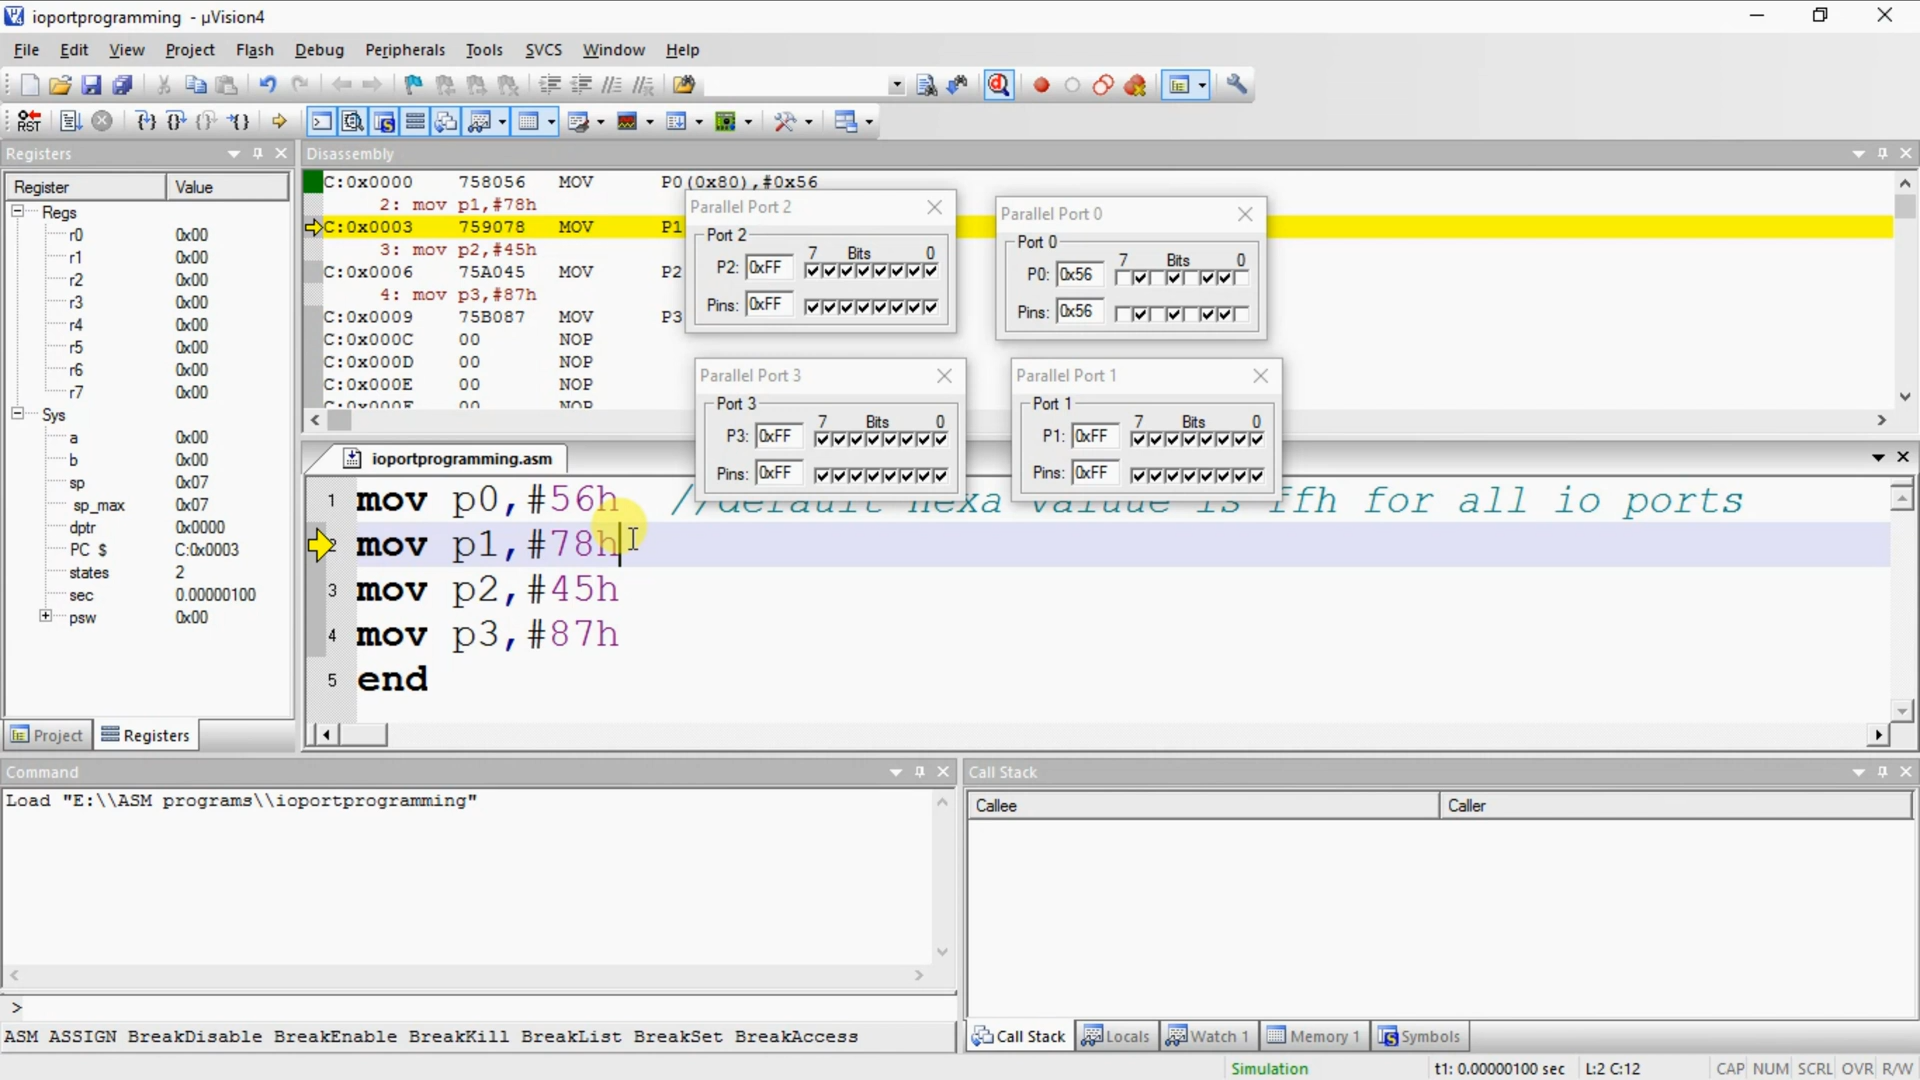 ioportprogramming - µVision4
File Edit View Project Flash Debug Peripherals Tools SVCS Window Help
Registers
Register Value
Regs
r0 0x00
r1 0x00
r2 0x00
r3 0x00
r4 0x00
r5 0x00
r6 0x00
r7 0x00
Sys
a 0x00
b 0x00
sp 0x07
sp_max 0x07
dptr 0x0000
PC $ C:0x0003
states 2
sec 0.00000100
psw 0x00
Project Registers
Disassembly
C:0x0000 758056 MOV P0(0x80),#0x56
2: mov p1,#78h
C:0x0003 759078 MOV P1
3: mov p2,#45h
C:0x0006 75A045 MOV P2
4: mov p3,#87h
C:0x0009 75B087 MOV P3
C:0x000C 00 NOP
C:0x000D 00 NOP
C:0x000E 00 NOP
C:0x000F 00 NOP
Parallel Port 2
Port 2
7 Bits 0
P2: 0xFF
Pins: 0xFF
Parallel Port 0
Port 0
7 Bits 0
P0: 0x56
Pins: 0x56
Parallel Port 3
Port 3
7 Bits 0
P3: 0xFF
Pins: 0xFF
Parallel Port 1
Port 1
7 Bits 0
P1: 0xFF
Pins: 0xFF
ioportprogramming.asm
1 mov p0,#56h //default hexa valuue is ffh for all io ports
2 mov p1,#78h
3 mov p2,#45h
4 mov p3,#87h
5 end
Command
Load "E:\\ASM programs\\ioportprogramming"
>
ASM ASSIGN BreakDisable BreakEnable BreakKill BreakList BreakSet BreakAccess
Call Stack
Callee Caller
Call Stack Locals Watch 1 Memory 1 Symbols
Simulation t1: 0.00000100 sec L:2 C:12 CAP NUM SCRL OVR R/W